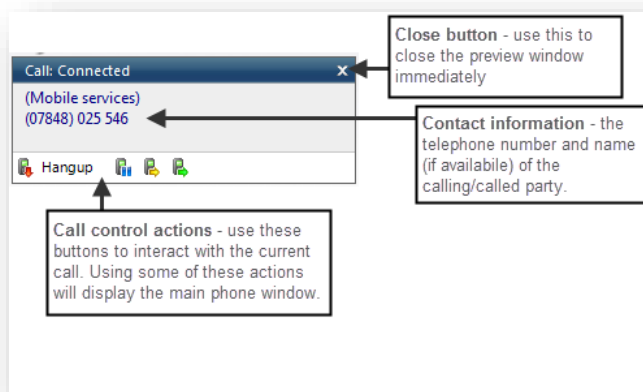 Close button - use this to
close the preview window
immediately
Call: Connected x
(Mobile services)
(07848) 025 546
Contact information - the
telephone number and name
(if availabile) of the
calling/called party.
Hangup
Call control actions - use these
buttons to interact with the current
call. Using some of these actions
will display the main phone window.